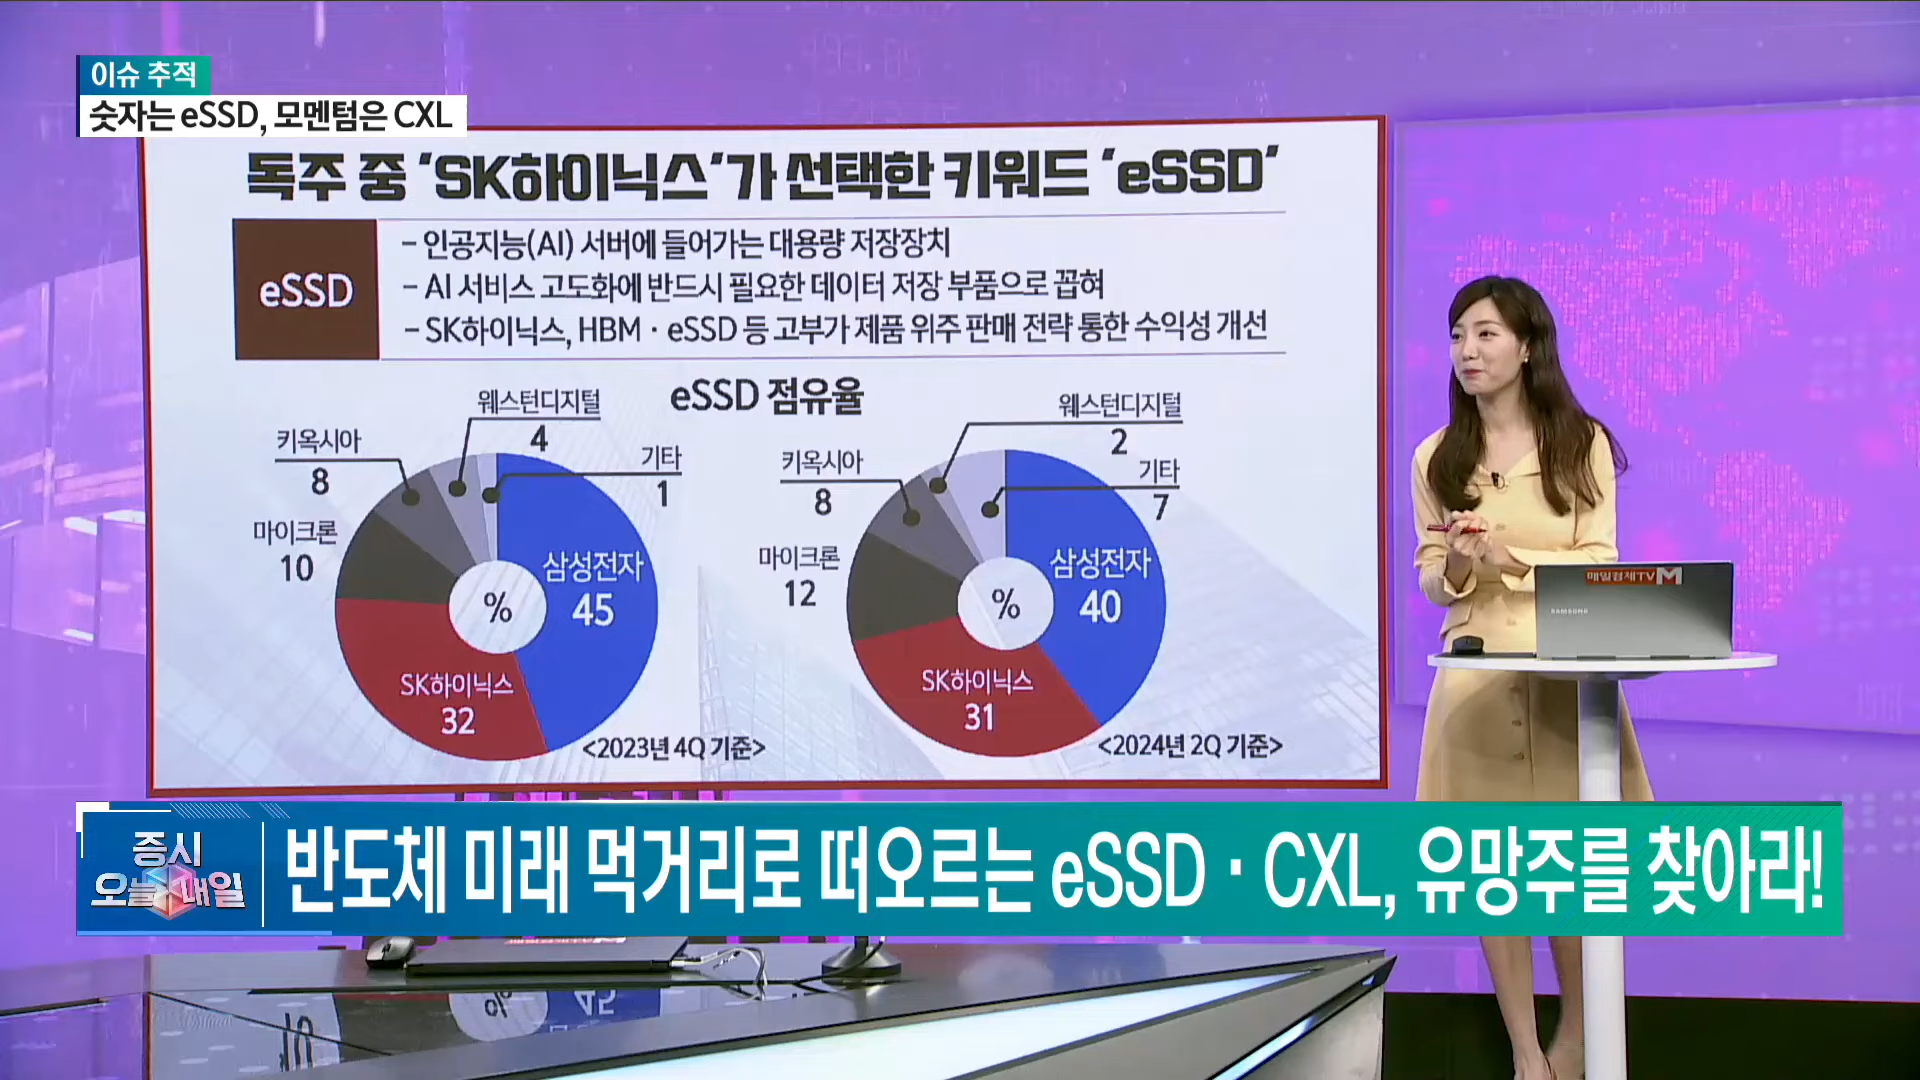 이슈 추적
숫자는 eSSD, 모멘텀은 CXL
독주 중 'SK하이닉스'가 선택한 키워드 'eSSD'
eSSD
- 인공지능(AI) 서버에 들어가는 대용량 저장장치
- AI 서비스 고도화에 반드시 필요한 데이터 저장 부품으로 꼽혀
- SK하이닉스, HBM · eSSD 등 고부가 제품 위주 판매 전략 통한 수익성 개선
eSSD 점유율
웨스턴디지털
4
키옥시아
8
기타
1
마이크론
10
삼성전자
45
%
SK하이닉스
32
<2023년 4Q 기준>
웨스턴디지털
2
키옥시아
8
기타
7
마이크론
12
삼성전자
40
%
SK하이닉스
31
<2024년 2Q 기준>
매일경제TV M
SAMSUNG
증시
오늘 매일
반도체 미래 먹거리로 떠오르는 eSSD · CXL, 유망주를 찾아라!